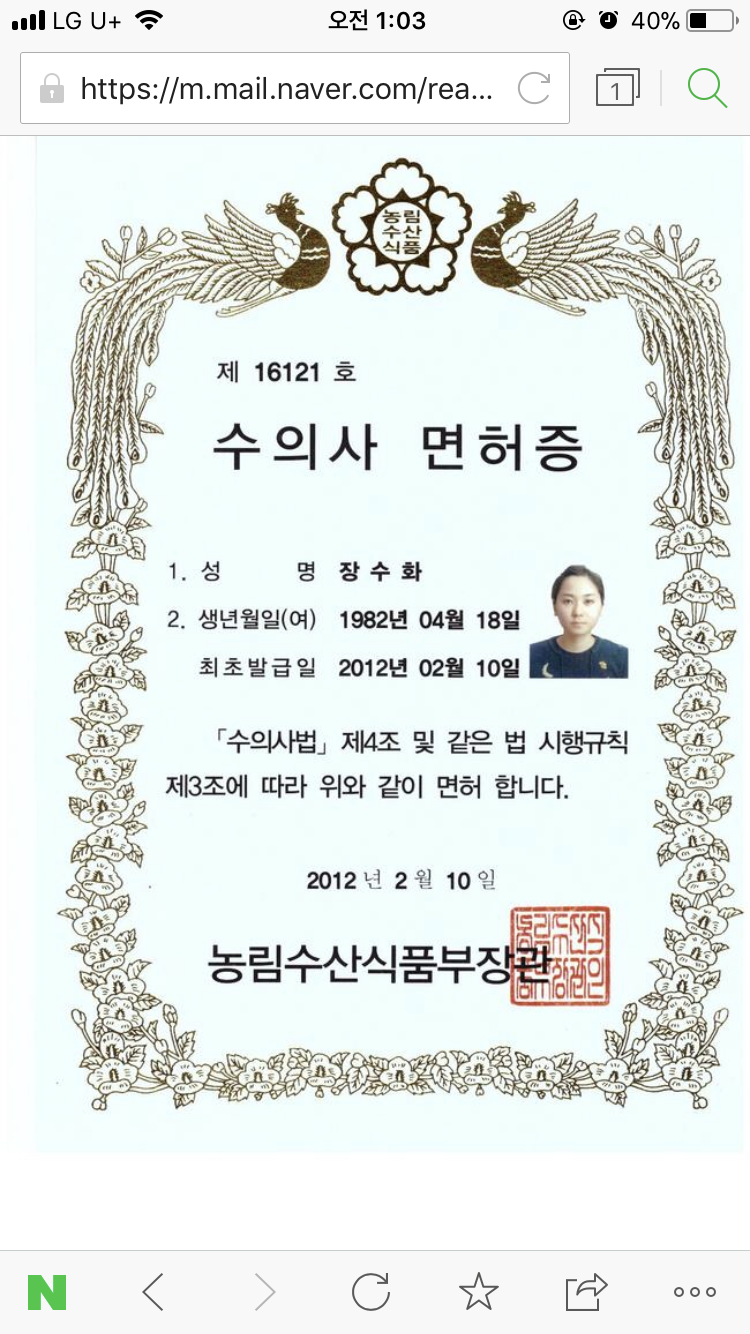 LG U+ 오전 1:03 40%
https://m.mail.naver.com/rea...
1
농림
수산
식품
제 16121 호
수의사 면허증
1. 성 명 장수화
2. 생년월일(여) 1982년 04월 18일
최초발급일 2012년 02월 10일
「수의사법」 제4조 및 같은 법 시행규칙
제3조에 따라 위와 같이 면허 합니다.
2012 년 2 월 10 일
농림수산식품부장관
N